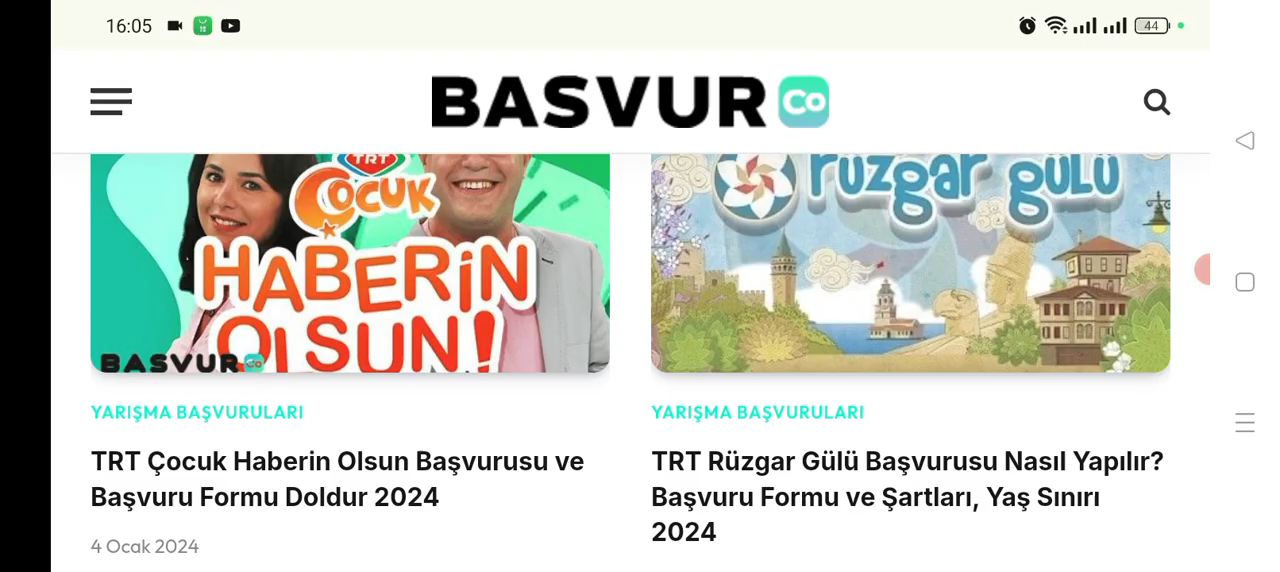 16:05
44
BASVUR Co
TRT
ÇOCUK
HABERİN
OLSUN!
BASVUR Co
rüzgar gülü
YARIŞMA BAŞVURULARI
TRT Çocuk Haberin Olsun Başvurusu ve
Başvuru Formu Doldur 2024
4 Ocak 2024
YARIŞMA BAŞVURULARI
TRT Rüzgar Gülü Başvurusu Nasıl Yapılır?
Başvuru Formu ve Şartları, Yaş Sınırı
2024